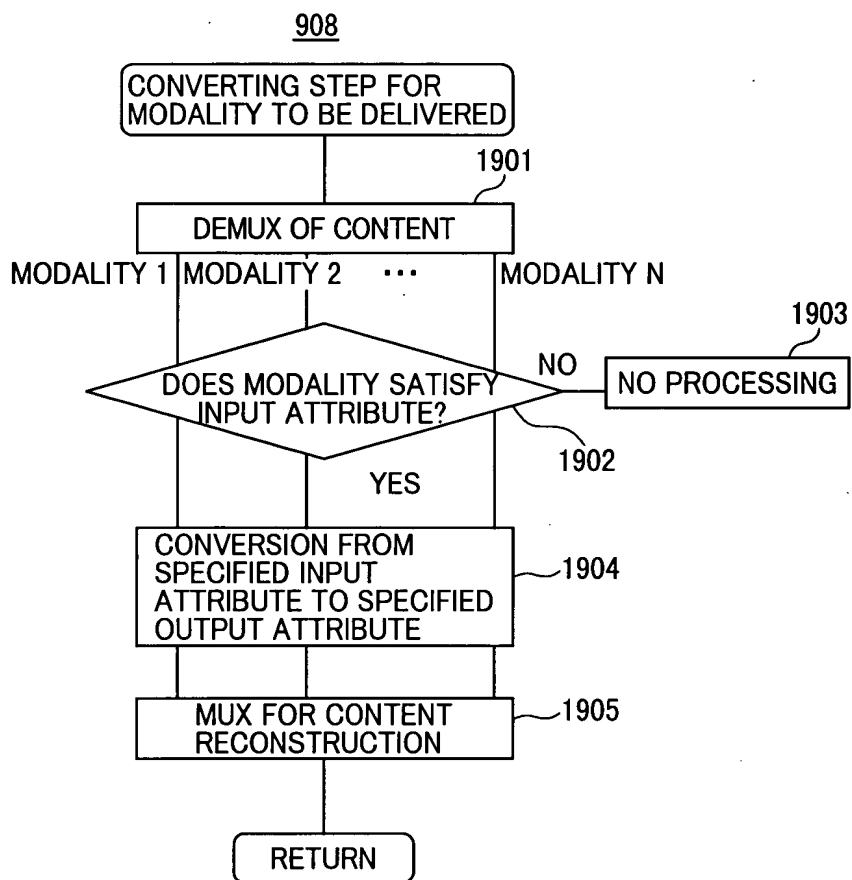 908
CONVERTING STEP FOR
MODALITY TO BE DELIVERED
1901
DEMUX OF CONTENT
MODALITY 1 MODALITY 2 ··· MODALITY N
1903
NO
NO PROCESSING
DOES MODALITY SATISFY
INPUT ATTRIBUTE?
1902
YES
CONVERSION FROM
SPECIFIED INPUT
ATTRIBUTE TO SPECIFIED
OUTPUT ATTRIBUTE
1904
MUX FOR CONTENT
RECONSTRUCTION
1905
RETURN